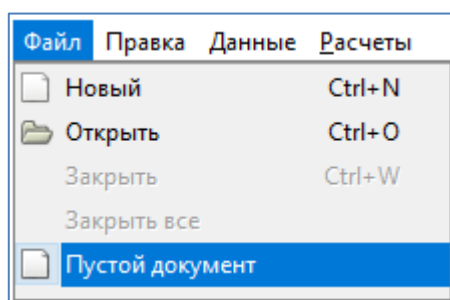 Файл Правка Данные Расчеты
Новый Ctrl+N
Открыть Ctrl+O
Закрыть Ctrl+W
Закрыть все
Пустой документ